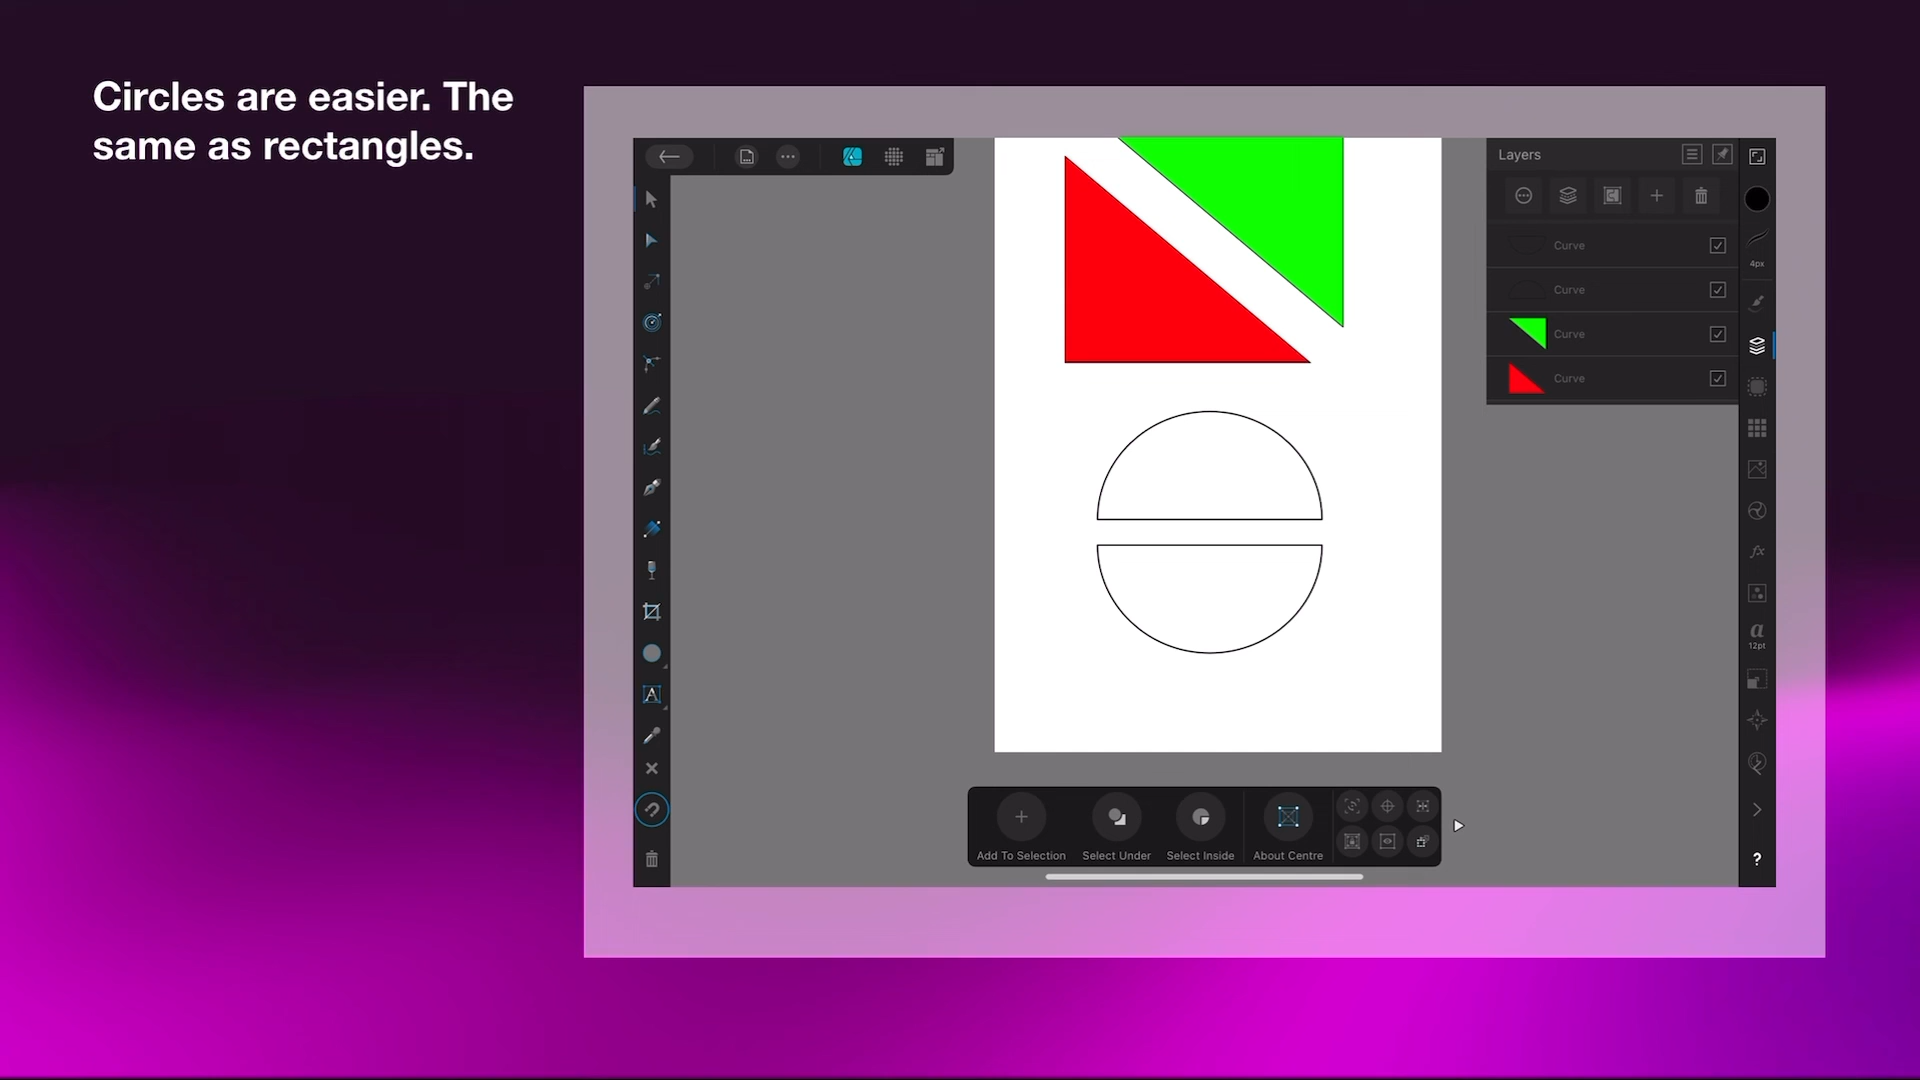 Circles are easier. The
same as rectangles.
Layers
Curve
4px
Curve
Curve
Curve
fx
a
12pt
A
Add To Selection
Select Under
Select Inside
About Centre
?